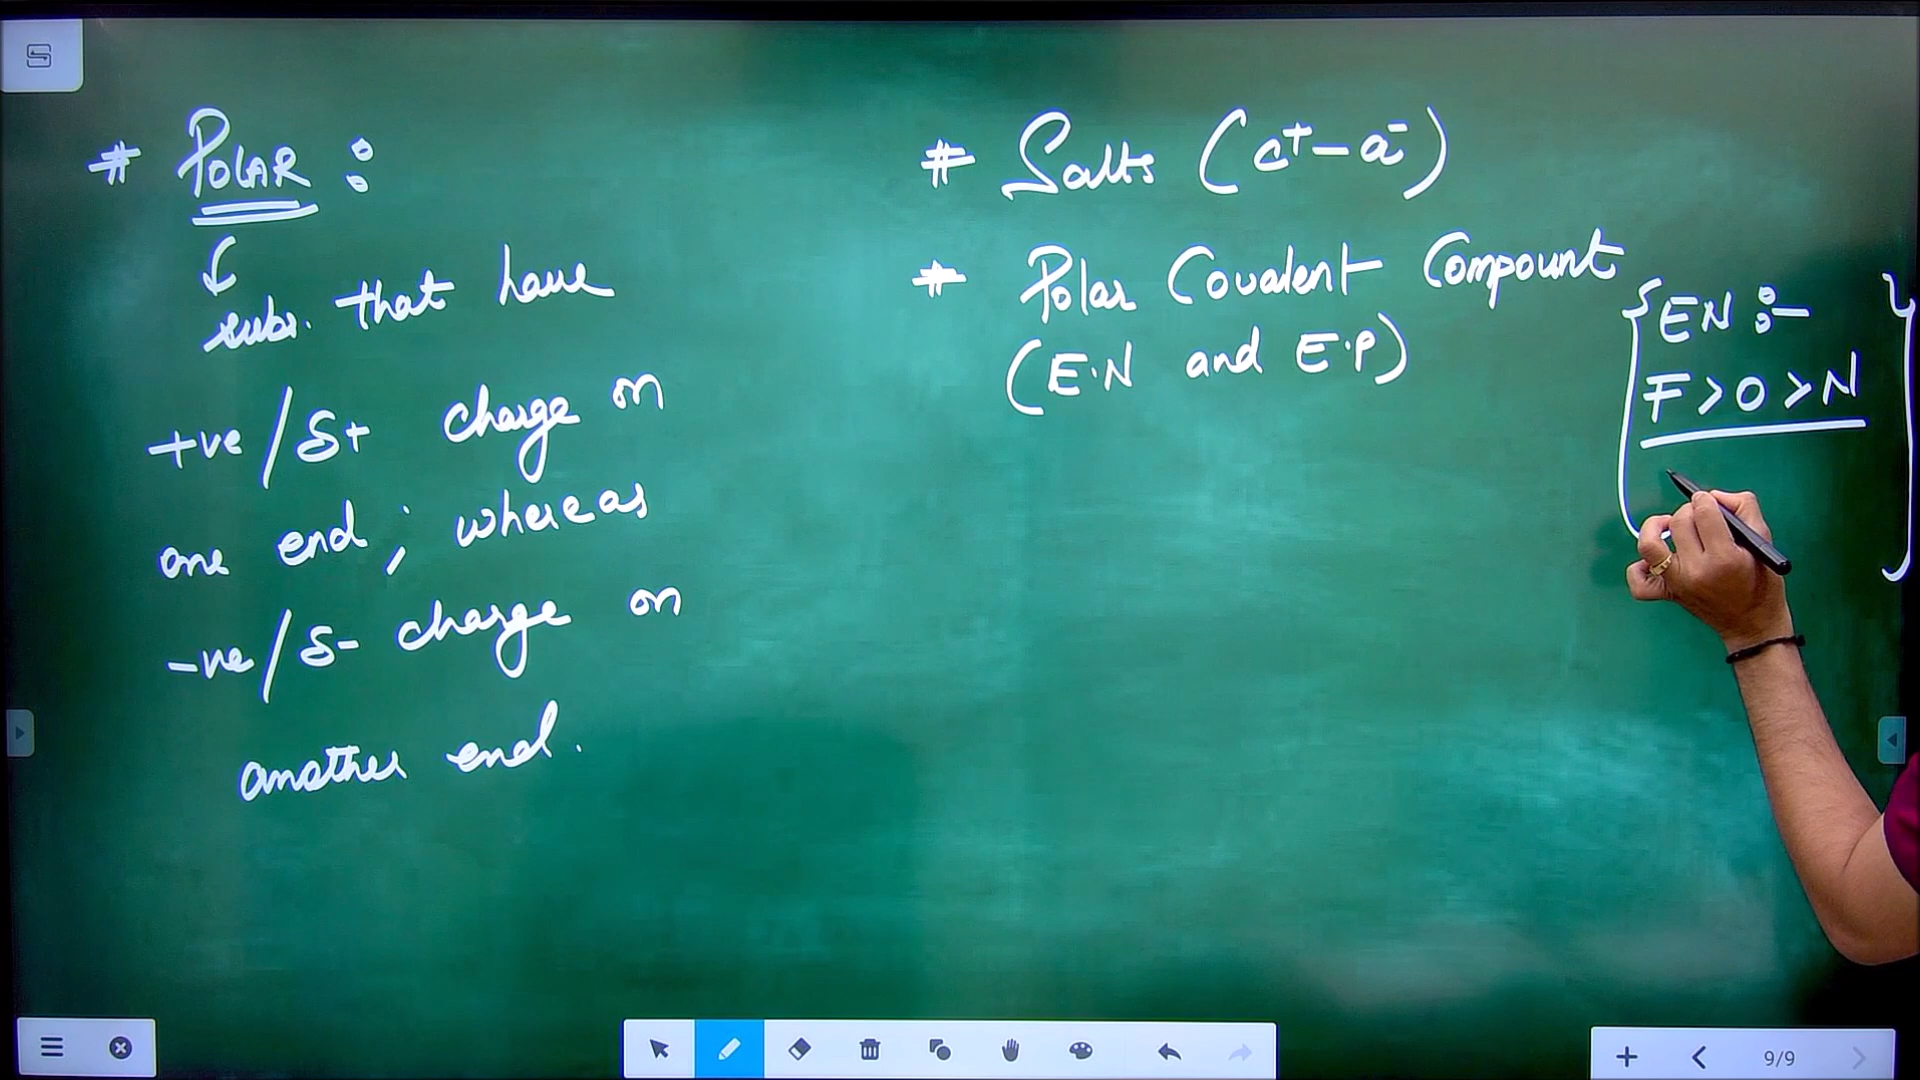 # POLAR :
subs. that have
+ve / δ+ charge on
one end ; whereas
-ve / δ- charge on
another end.
# Salts (c+ - a-)
# Polar Covalent Compount
(E.N and E.P)
{ EN :- }
F > O > N
9/9